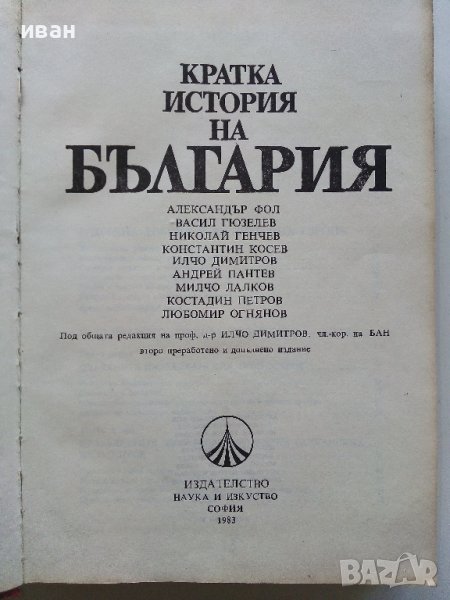 иван
КРАТКА
ИСТОРИЯ
НА
БЪЛГАРИЯ
АЛЕКСАНДЪР ФОЛ
ВАСИЛ ГЮЗЕЛЕВ
НИКОЛАЙ ГЕНЧЕВ
КОНСТАНТИН КОСЕВ
ИЛЧО ДИМИТРОВ
АНДРЕЙ ПАНТЕВ
МИЛЧО ЛАЛКОВ
КОСТАДИН ПЕТРОВ
ЛЮБОМИР ОГНЯНОВ
Под общата редакция на проф. д-р ИЛЧО ДИМИТРОВ, чл.-кор. на БАН
второ преработено и допълнено издание
ИЗДАТЕЛСТВО
НАУКА И ИЗКУСТВО
СОФИЯ
1983
BAZAR